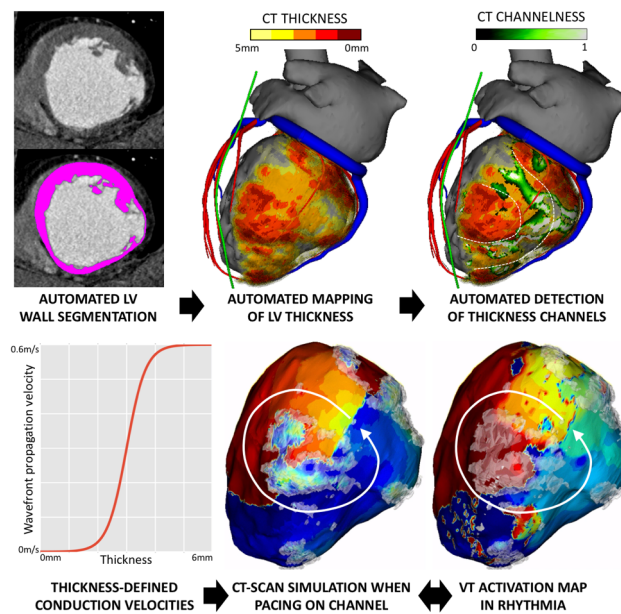 CT THICKNESS
5mm
0mm
CT CHANNELNESS
0
1
AUTOMATED LV
WALL SEGMENTATION
AUTOMATED MAPPING
OF LV THICKNESS
AUTOMATED DETECTION
OF THICKNESS CHANNELS
0.6m/s
Wavefront propagation velocity
0m/s
0mm
Thickness
6mm
THICKNESS-DEFINED
CONDUCTION VELOCITIES
CT-SCAN SIMULATION WHEN
PACING ON CHANNEL
VT ACTIVATION MAP
IN RHYTHMIA